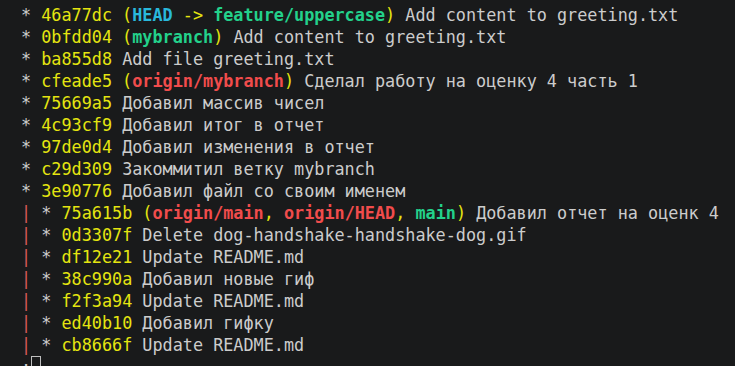 * 46a77dc (HEAD -> feature/uppercase) Add content to greeting.txt
* 0bfdd04 (mybranch) Add content to greeting.txt
* ba855d8 Add file greeting.txt
* cfeade5 (origin/mybranch) Сделал работу на оценку 4 часть 1
* 75669a5 Добавил массив чисел
* 4c93cf9 Добавил итог в отчет
* 97de0d4 Добавил изменения в отчет
* c29d309 Закоммитил ветку mybranch
* 3e90776 Добавил файл со своим именем
| * 75a615b (origin/main, origin/HEAD, main) Добавил отчет на оценк 4
| * 0d3307f Delete dog-handshake-handshake-dog.gif
| * df12e21 Update README.md
| * 38c990a Добавил новые гиф
| * f2f3a94 Update README.md
| * ed40b10 Добавил гифку
| * cb8666f Update README.md
: